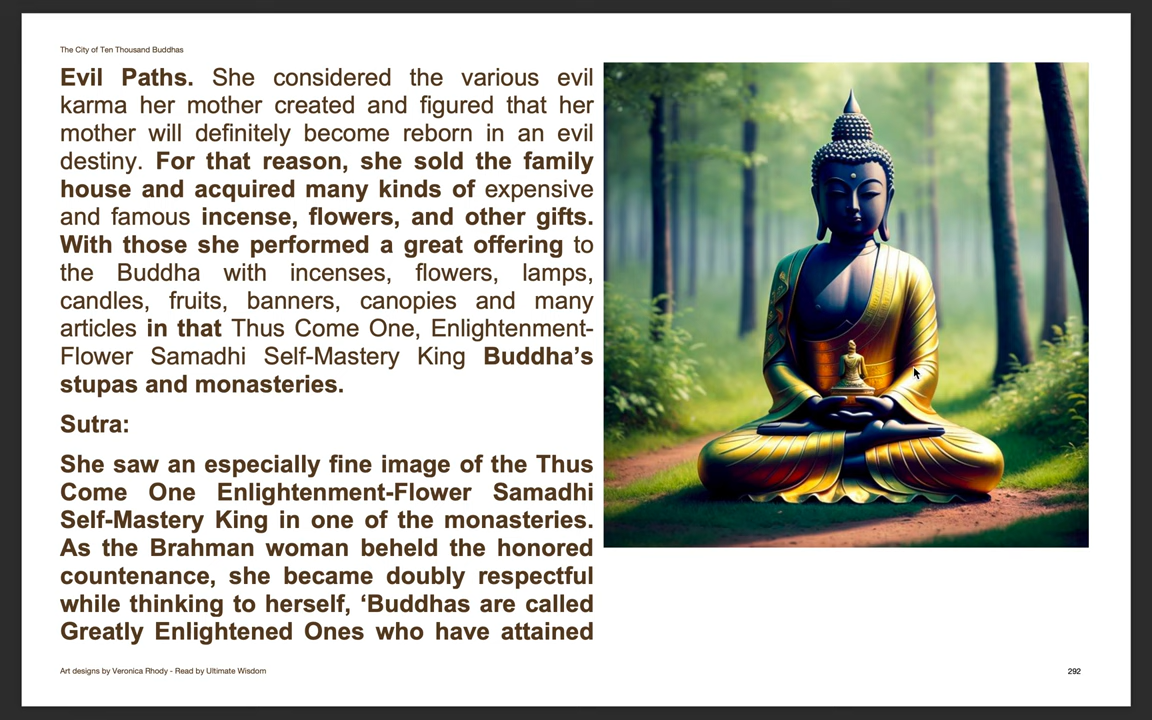 The City of Ten Thousand Buddhas
Evil Paths. She considered the various evil
karma her mother created and figured that her
mother will definitely become reborn in an evil
destiny. For that reason, she sold the family
house and acquired many kinds of expensive
and famous incense, flowers, and other gifts.
With those she performed a great offering to
the Buddha with incenses, flowers, lamps,
candles, fruits, banners, canopies and many
articles in that Thus Come One, Enlightenment-
Flower Samadhi Self-Mastery King Buddha’s
stupas and monasteries.
Sutra:
She saw an especially fine image of the Thus
Come One Enlightenment-Flower Samadhi
Self-Mastery King in one of the monasteries.
As the Brahman woman beheld the honored
countenance, she became doubly respectful
while thinking to herself, ‘Buddhas are called
Greatly Enlightened Ones who have attained
Art designs by Veronica Rhody - Read by Ultimate Wisdom
292